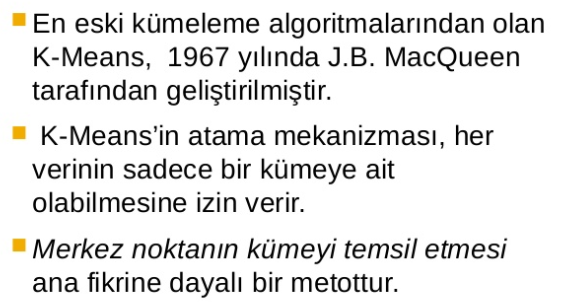 En eski kümeleme algoritmalarından olan
K-Means, 1967 yılında J.B. MacQueen
tarafından geliştirilmiştir.
K-Means’in atama mekanizması, her
verinin sadece bir kümeye ait
olabilmesine izin verir.
Merkez noktanın kümeyi temsil etmesi
ana fikrine dayalı bir metottur.